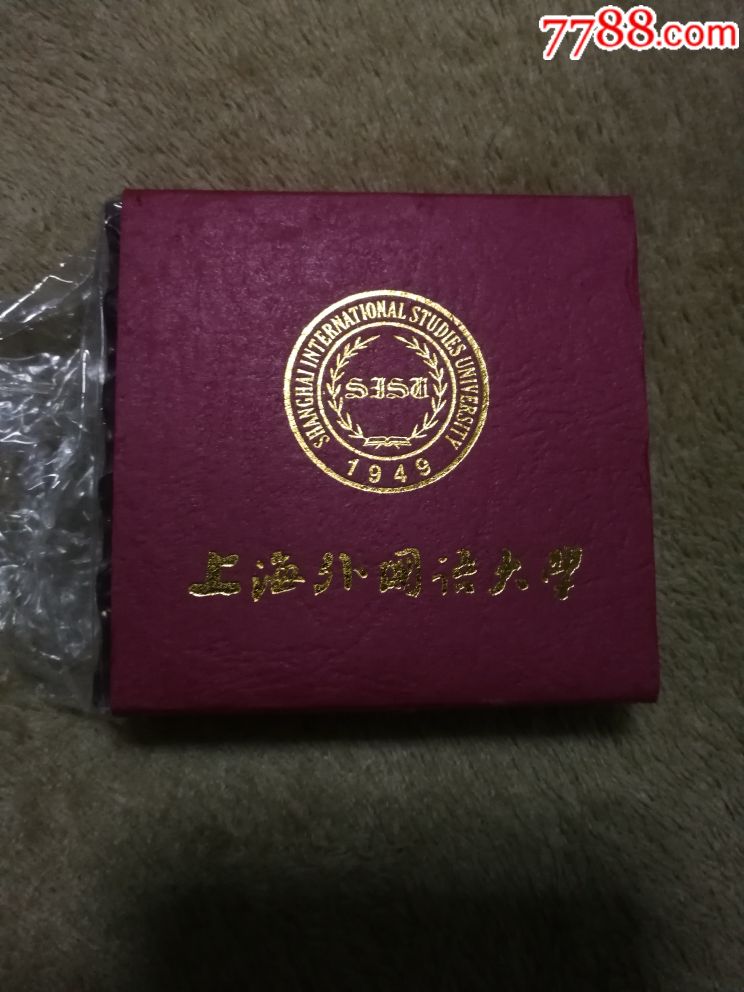 7788.com
SHANGHAI INTERNATIONAL STUDIES UNIVERSITY
SISU
1949
上海外国语大学